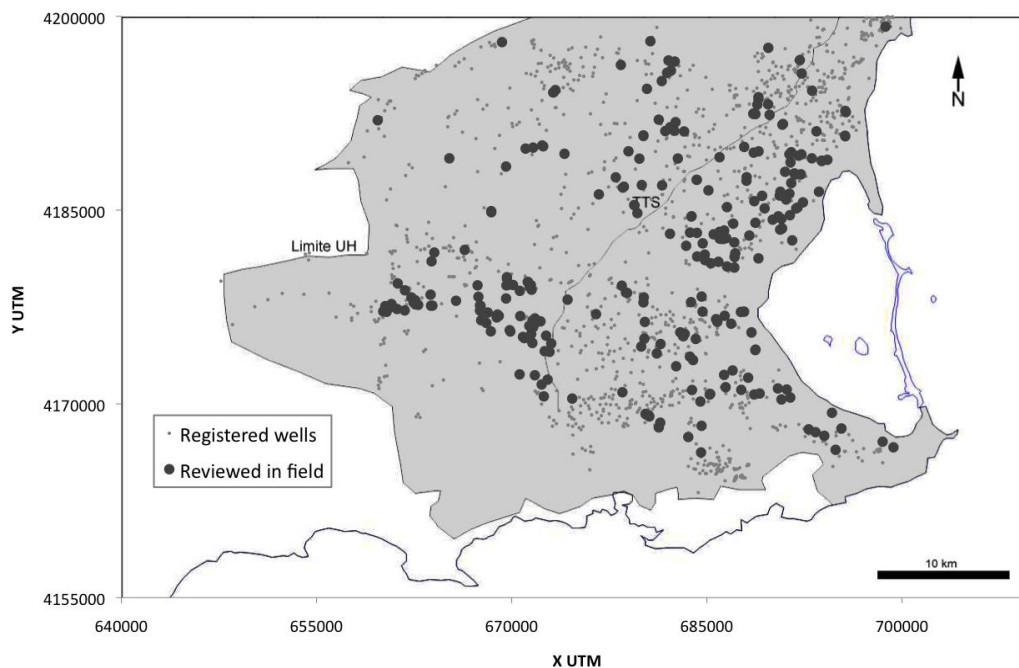 4200000
N
4185000
TTS
Limite UH
Y UTM
4170000
Registered wells
Reviewed in field
10 km
4155000
640000 655000 670000 685000 700000
X UTM